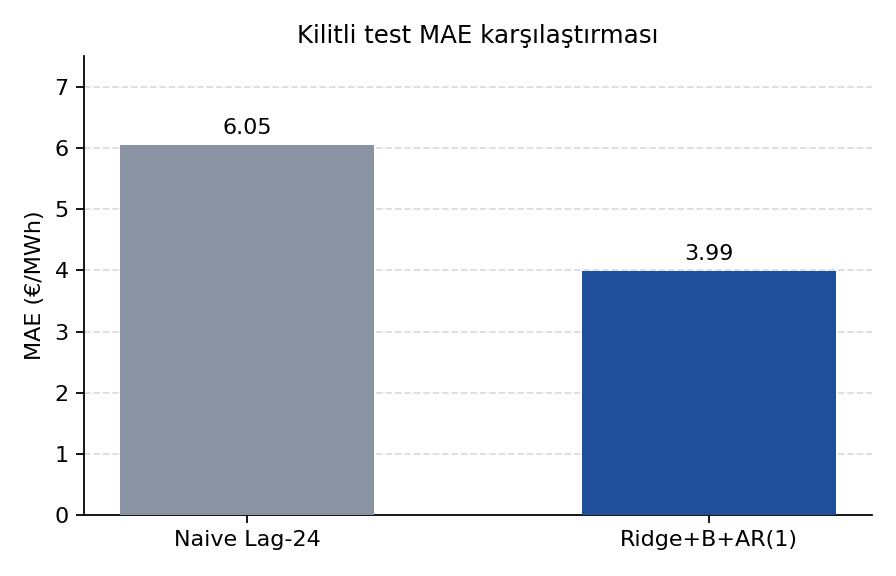 Kilitli test MAE karşılaştırması
MAE (€/MWh)
7
6
5
4
3
2
1
0
6.05
3.99
Naive Lag-24
Ridge+B+AR(1)